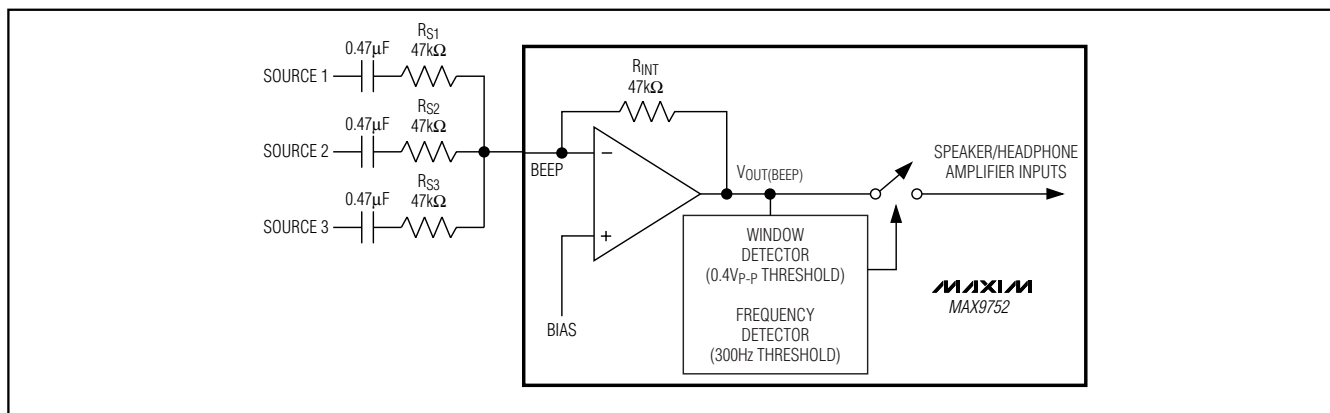 0.47µF
RS1
47kΩ
SOURCE 1
0.47µF
RS2
47kΩ
SOURCE 2
0.47µF
RS3
47kΩ
SOURCE 3
RINT
47kΩ
BEEP
−
+
BIAS
VOUT(BEEP)
SPEAKER/HEADPHONE
AMPLIFIER INPUTS
WINDOW
DETECTOR
(0.4VP-P THRESHOLD)
FREQUENCY
DETECTOR
(300Hz THRESHOLD)
MAXIM
MAX9752